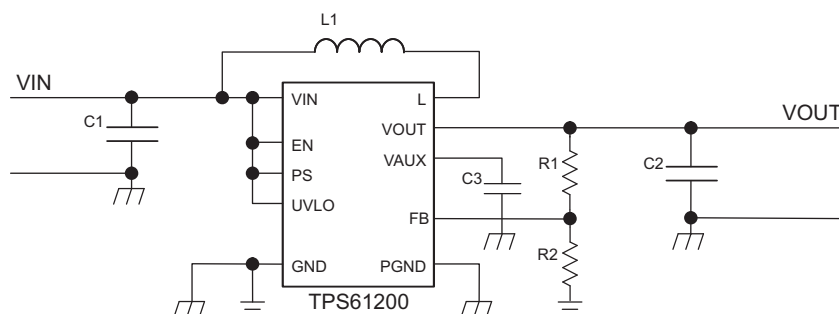 L1
VIN
C1
VIN
L
VOUT
VOUT
EN
VAUX
PS
C3
R1
C2
UVLO
FB
R2
GND
PGND
TPS61200